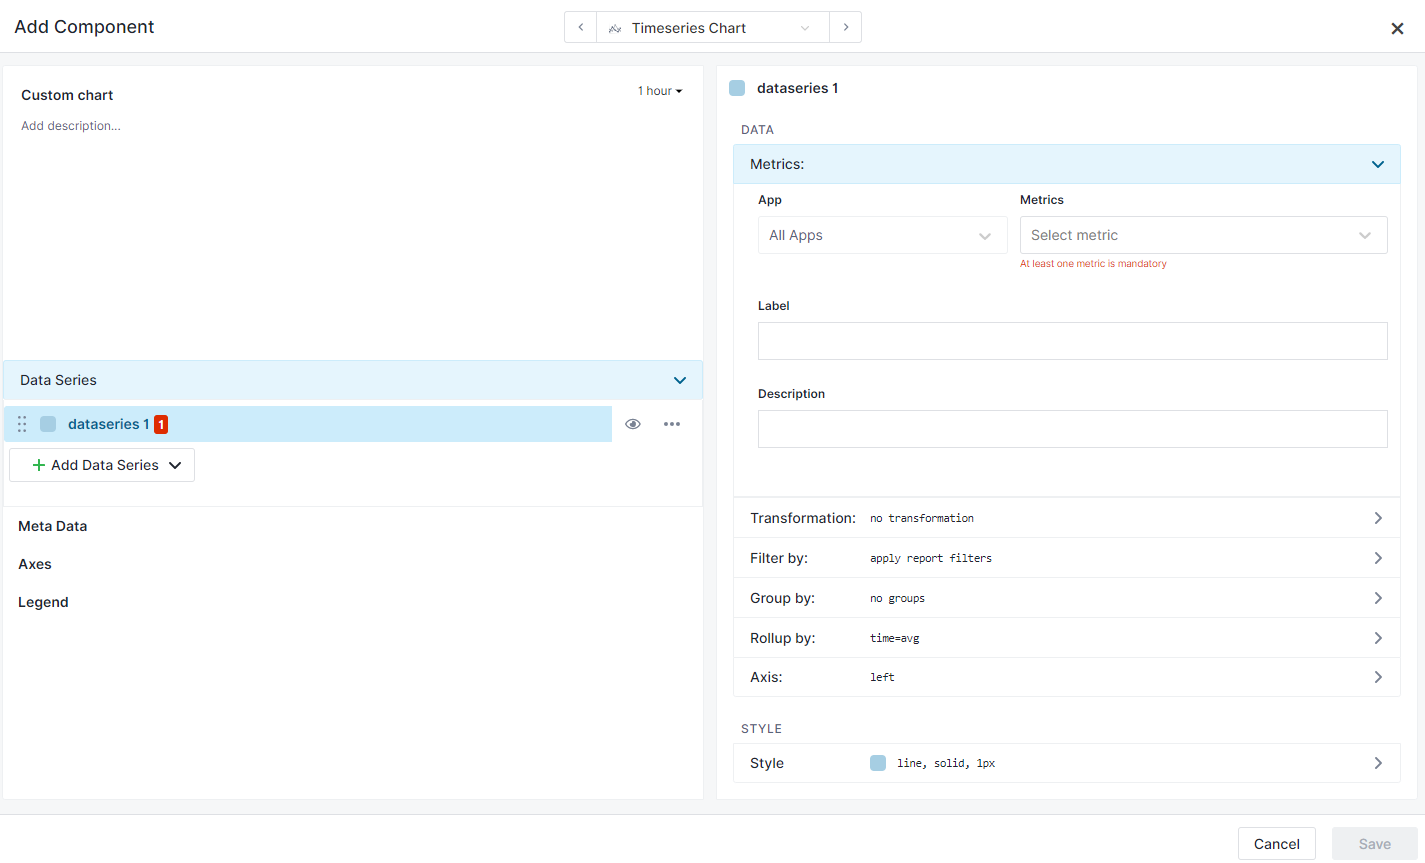 Add Component
Timeseries Chart
Custom chart
1 hour
Add description...
Data Series
dataseries 1 1
Add Data Series
Meta Data
Axes
Legend
dataseries 1
DATA
Metrics:
App
Metrics
All Apps
Select metric
At least one metric is mandatory
Label
Description
Transformation: no transformation
Filter by: apply report filters
Group by: no groups
Rollup by: time=avg
Axis: left
STYLE
Style line, solid, 1px
Cancel
Save